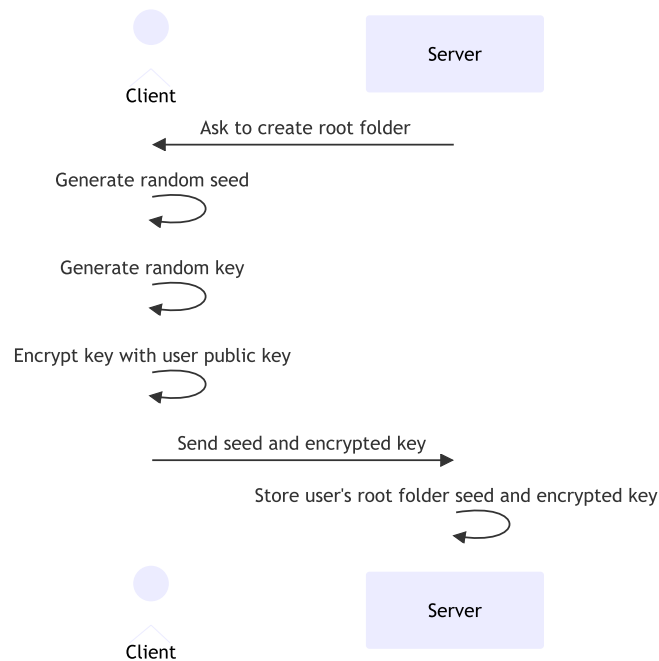 Server
Client
Ask to create root folder
Generate random seed
Generate random key
Encrypt key with user public key
Send seed and encrypted key
Store user's root folder seed and encrypted key
Server
Client